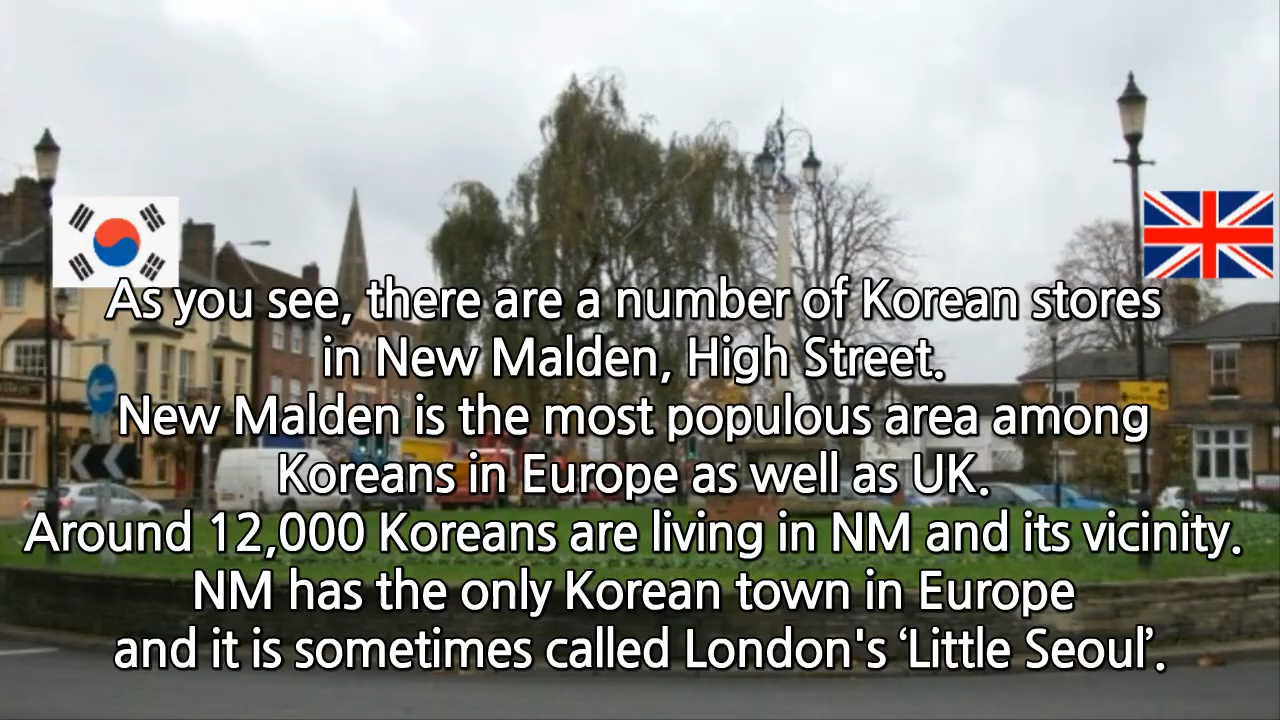 As you see, there are a number of Korean stores
in New Malden, High Street.
New Malden is the most populous area among
Koreans in Europe as well as UK.
Around 12,000 Koreans are living in NM and its vicinity.
NM has the only Korean town in Europe
and it is sometimes called London's ‘Little Seoul’.